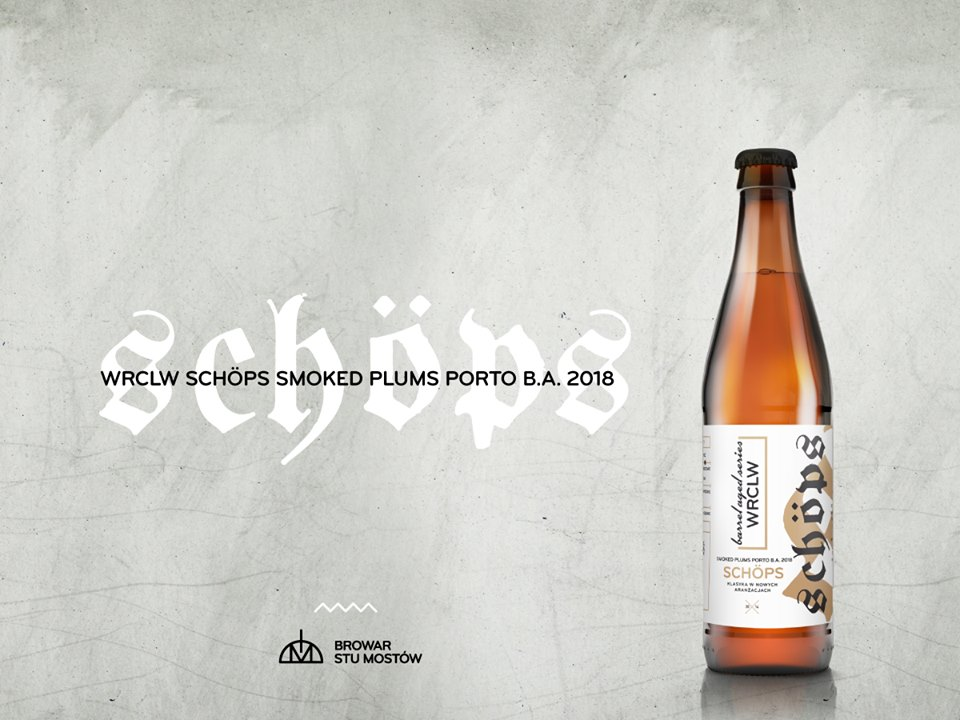 schöps
WRCLW SCHÖPS SMOKED PLUMS PORTO B.A. 2018
BROWAR
STU MOSTÓW
barrel aged series
WRCLW
SMOKED PLUMS PORTO B.A. 2018
SCHÖPS
KLASYKA W NOWYCH
ARANŻACJACH
schöps